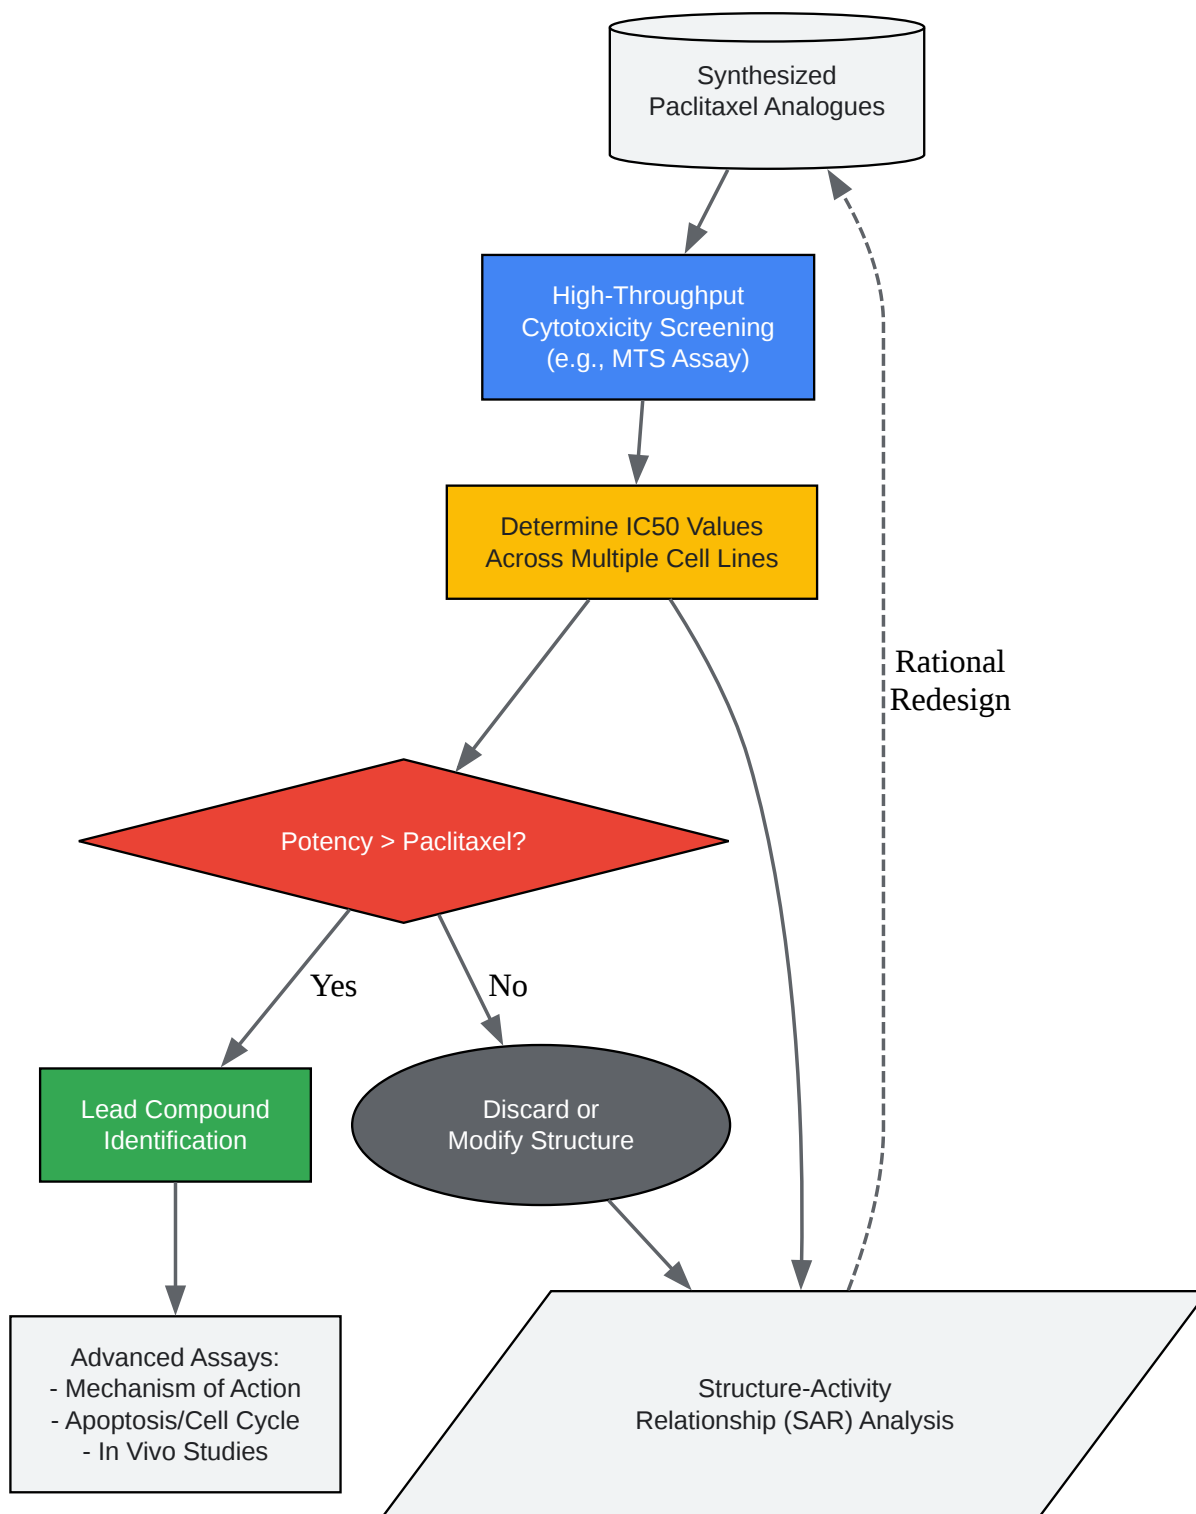 Synthesized
Paclitaxel Analogues
High-Throughput
Cytotoxicity Screening
(e.g., MTS Assay)
Determine IC50 Values
Across Multiple Cell Lines
Rational
Redesign
Potency > Paclitaxel?
Yes
No
Lead Compound
Identification
Discard or
Modify Structure
Advanced Assays:
- Mechanism of Action
- Apoptosis/Cell Cycle
- In Vivo Studies
Structure-Activity
Relationship (SAR) Analysis